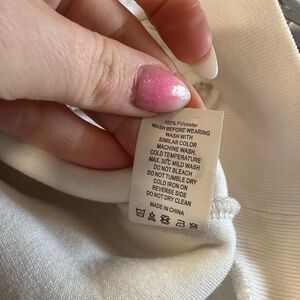 100% Polyester
WASH BEFORE WEARING
WASH WITH
SIMILAR COLOR
MACHINE WASH,
COLD TEMPERATURE
MAX. 30℃ MILD WASH
DO NOT BLEACH
DO NOT TUMBLE DRY
COLD IRON ON
REVERSE SIDE
DO NOT DRY CLEAN
MADE IN CHINA